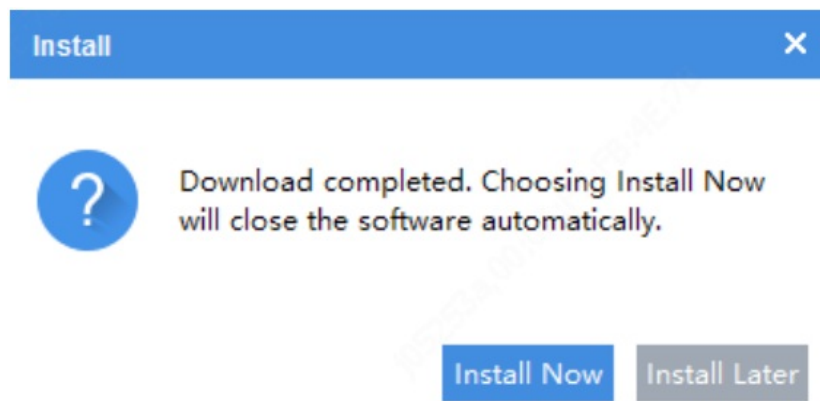 Install
Download completed. Choosing Install Now
will close the software automatically.
Install Now
Install Later